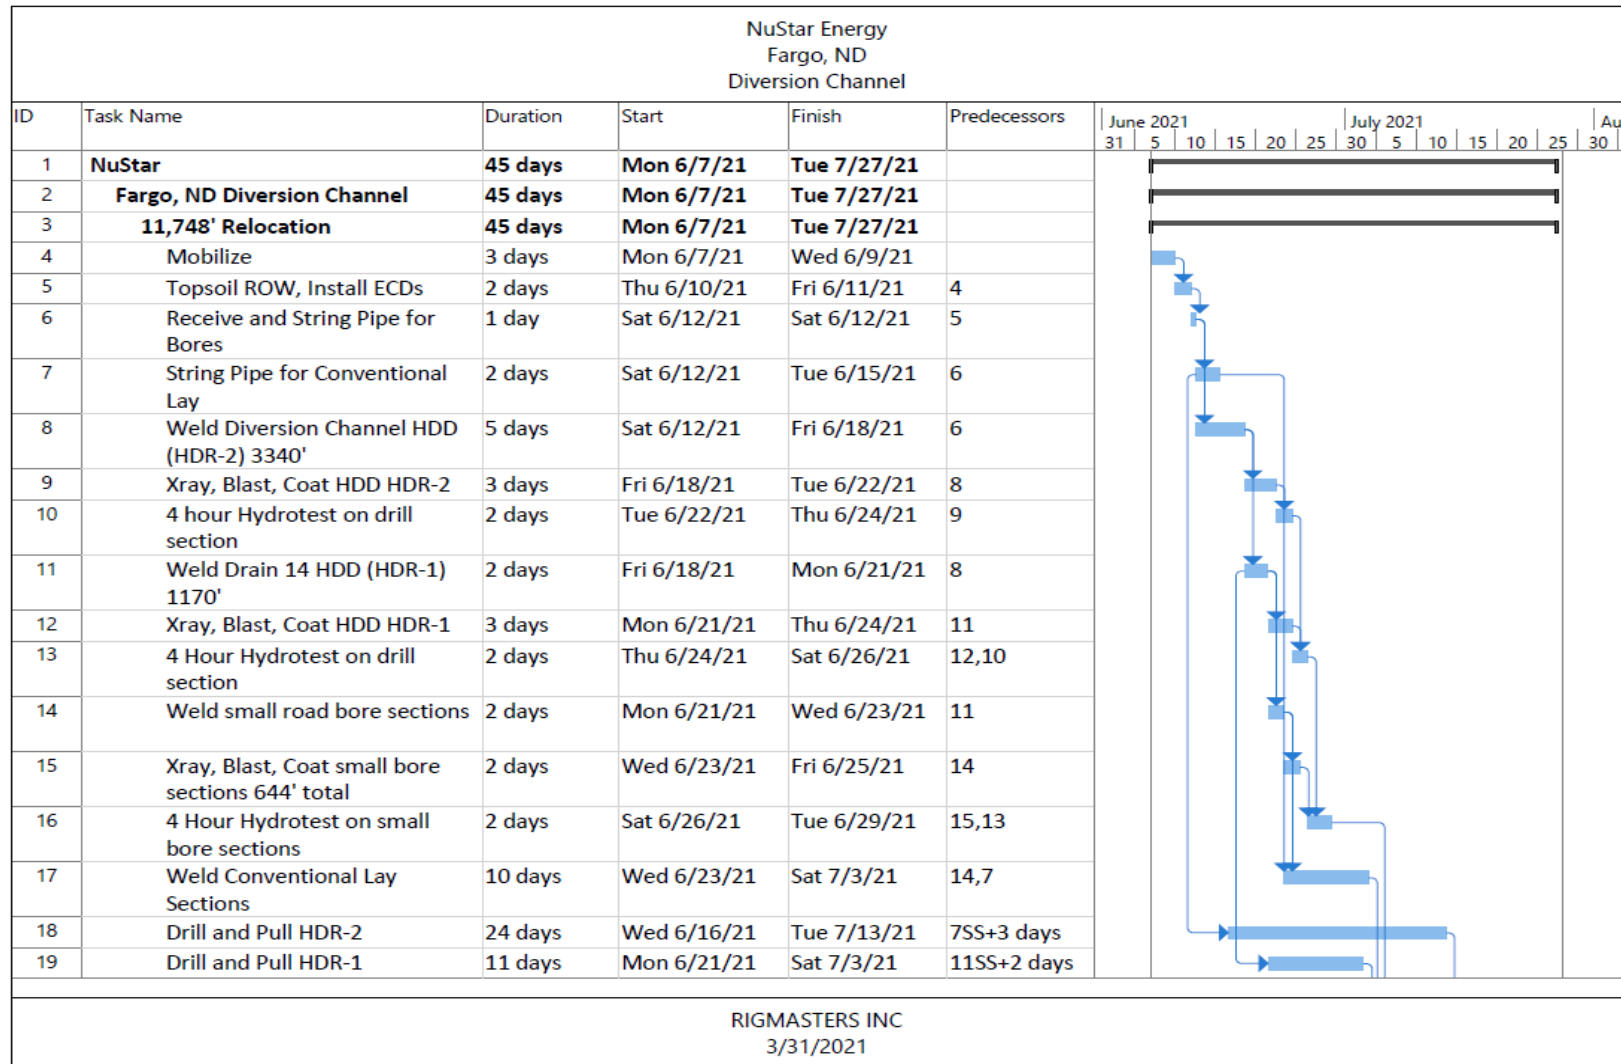 NuStar Energy
Fargo, ND
Diversion Channel
ID Task Name Duration Start Finish Predecessors
June 2021 July 2021 Au
31 5 10 15 20 25 30 5 10 15 20 25 30
1 NuStar 45 days Mon 6/7/21 Tue 7/27/21
2 Fargo, ND Diversion Channel 45 days Mon 6/7/21 Tue 7/27/21
3 11,748' Relocation 45 days Mon 6/7/21 Tue 7/27/21
4 Mobilize 3 days Mon 6/7/21 Wed 6/9/21
5 Topsoil ROW, Install ECDs 2 days Thu 6/10/21 Fri 6/11/21 4
6 Receive and String Pipe for 1 day Sat 6/12/21 Sat 6/12/21 5
Bores
7 String Pipe for Conventional 2 days Sat 6/12/21 Tue 6/15/21 6
Lay
8 Weld Diversion Channel HDD 5 days Sat 6/12/21 Fri 6/18/21 6
(HDR-2) 3340'
9 Xray, Blast, Coat HDD HDR-2 3 days Fri 6/18/21 Tue 6/22/21 8
10 4 hour Hydrotest on drill 2 days Tue 6/22/21 Thu 6/24/21 9
section
11 Weld Drain 14 HDD (HDR-1) 2 days Fri 6/18/21 Mon 6/21/21 8
1170'
12 Xray, Blast, Coat HDD HDR-1 3 days Mon 6/21/21 Thu 6/24/21 11
13 4 Hour Hydrotest on drill 2 days Thu 6/24/21 Sat 6/26/21 12,10
section
14 Weld small road bore sections 2 days Mon 6/21/21 Wed 6/23/21 11
15 Xray, Blast, Coat small bore 2 days Wed 6/23/21 Fri 6/25/21 14
sections 644' total
16 4 Hour Hydrotest on small 2 days Sat 6/26/21 Tue 6/29/21 15,13
bore sections
17 Weld Conventional Lay 10 days Wed 6/23/21 Sat 7/3/21 14,7
Sections
18 Drill and Pull HDR-2 24 days Wed 6/16/21 Tue 7/13/21 7SS+3 days
19 Drill and Pull HDR-1 11 days Mon 6/21/21 Sat 7/3/21 11SS+2 days
RIGMASTERS INC
3/31/2021